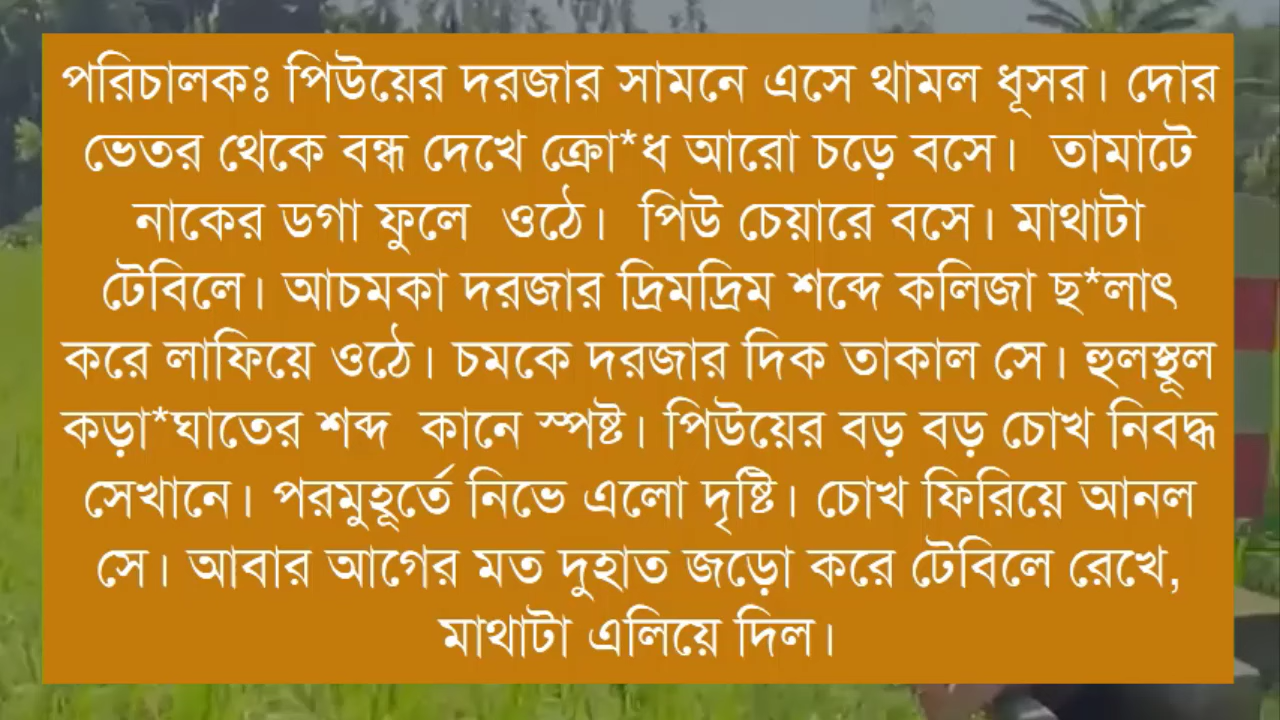 পরিচালকঃ পিউয়ের দরজার সামনে এসে থামল ধূসর। দোর
ভেতর থেকে বন্ধ দেখে ক্রো*ধ আরো চড়ে বসে। তামাটে
নাকের ডগা ফুলে ওঠে। পিউ চেয়ারে বসে। মাথাটা
টেবিলে। আচমকা দরজার দ্রিমদ্রিম শব্দে কলিজা ছ*লাৎ
করে লাফিয়ে ওঠে। চমকে দরজার দিক তাকাল সে। হুলস্থূল
কড়া*ঘাতের শব্দ কানে স্পষ্ট। পিউয়ের বড় বড় চোখ নিবদ্ধ
সেখানে। পরমুহূর্তে নিভে এলো দৃষ্টি। চোখ ফিরিয়ে আনল
সে। আবার আগের মত দুহাত জড়ো করে টেবিলে রেখে,
মাথাটা এলিয়ে দিল।